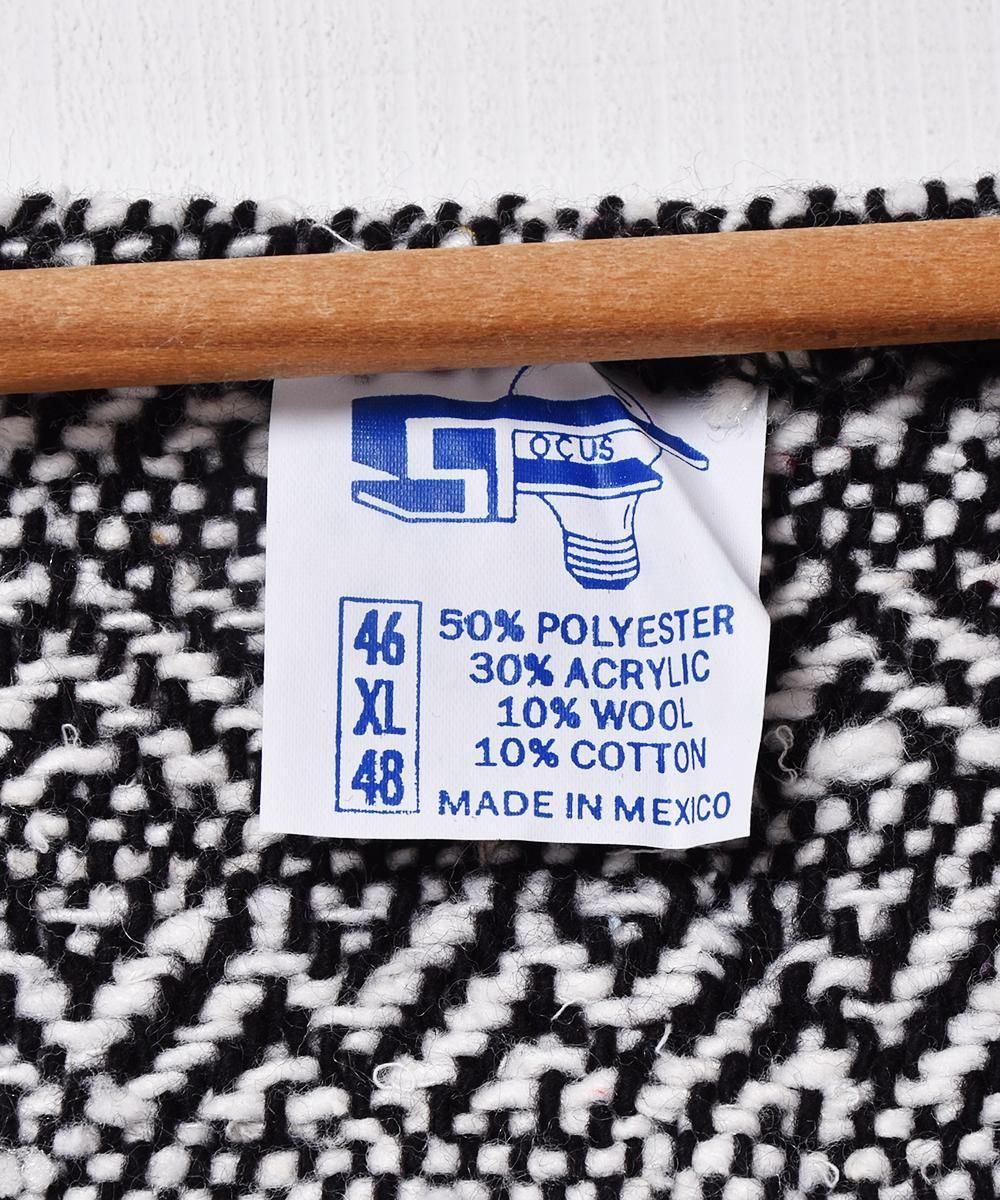 OCUS
46
XL
48
50% POLYESTER
30% ACRYLIC
10% WOOL
10% COTTON
MADE IN MEXICO